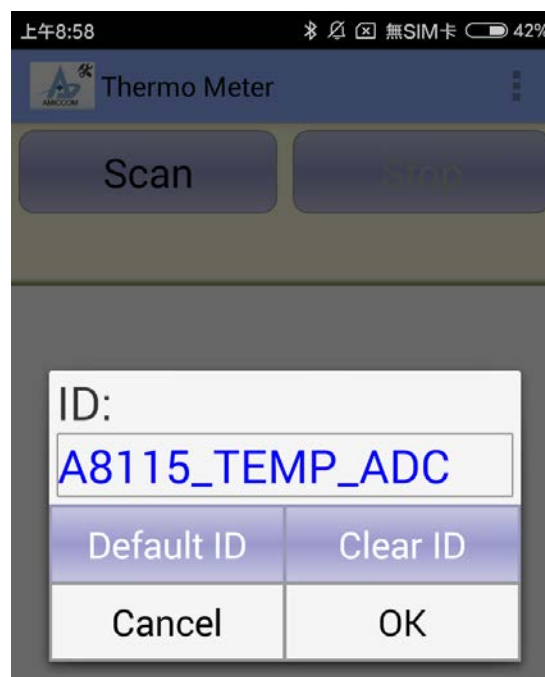 上午8:58 無SIM卡 42%
AMICCOM Thermo Meter
Scan Stop
ID:
A8115_TEMP_ADC
Default ID Clear ID
Cancel OK